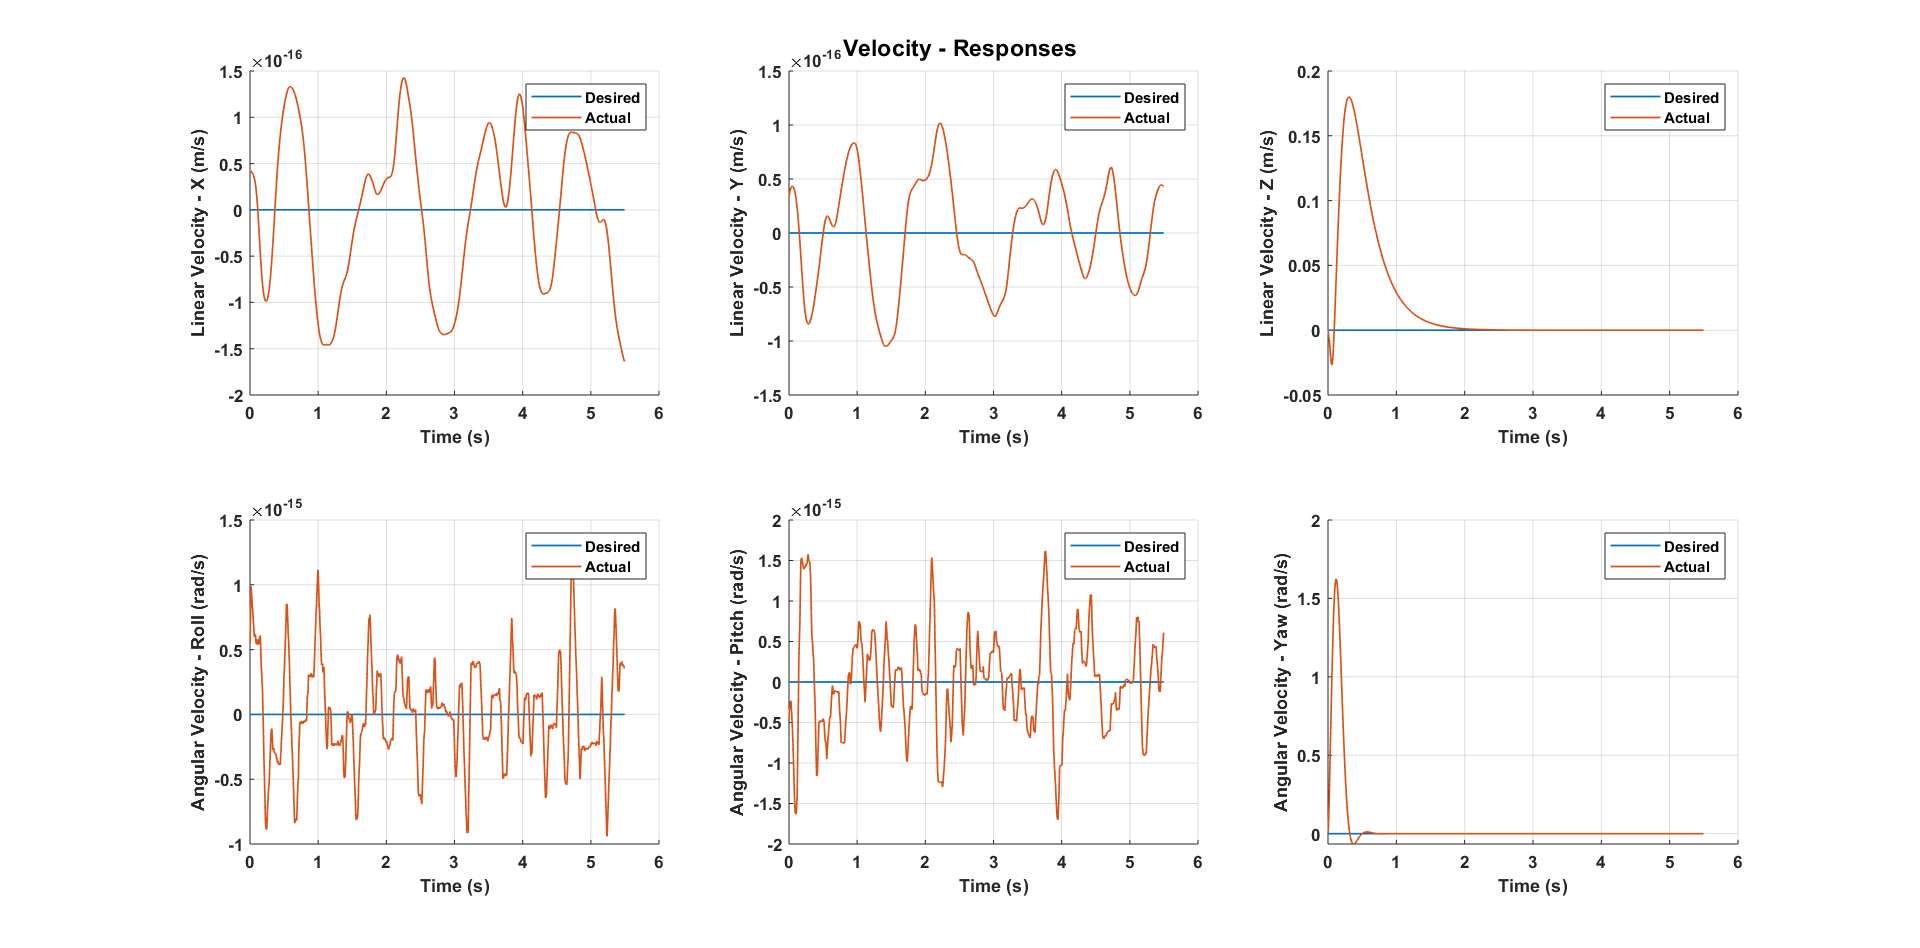 Velocity - Responses
×10-16
1.5
1
0.5
0
-0.5
-1
-1.5
-2
Linear Velocity - X (m/s)
Desired
Actual
0 1 2 3 4 5 6
Time (s)
×10-16
1.5
1
0.5
0
-0.5
-1
-1.5
Linear Velocity - Y (m/s)
Desired
Actual
0 1 2 3 4 5 6
Time (s)
0.2
0.15
0.1
0.05
0
-0.05
Linear Velocity - Z (m/s)
Desired
Actual
0 1 2 3 4 5 6
Time (s)
×10-15
1.5
1
0.5
0
-0.5
-1
Angular Velocity - Roll (rad/s)
Desired
Actual
0 1 2 3 4 5 6
Time (s)
×10-15
2
1.5
1
0.5
0
-0.5
-1
-1.5
-2
Angular Velocity - Pitch (rad/s)
Desired
Actual
0 1 2 3 4 5 6
Time (s)
2
1.5
1
0.5
0
Angular Velocity - Yaw (rad/s)
Desired
Actual
0 1 2 3 4 5 6
Time (s)